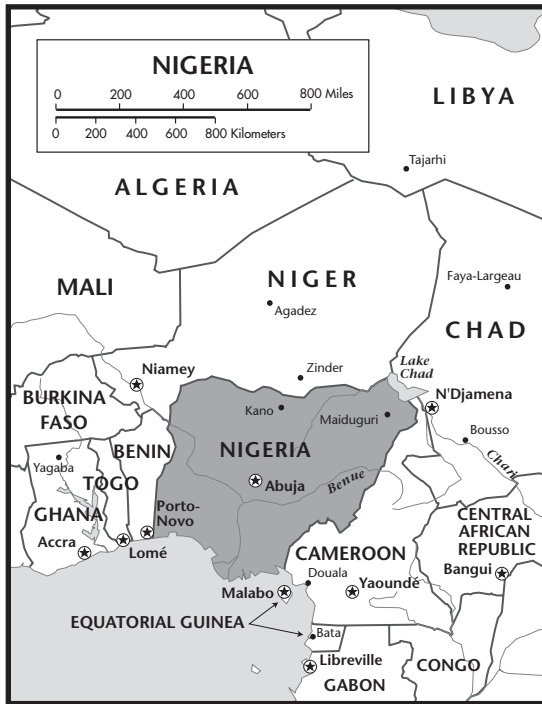 NIGERIA
0 200 400 800 Miles
0 200 400 600 800 Kilometers
LIBYA
Tajarhi
ALGERIA
NIGER
MALI
Faya-Largeau
Agadez
CHAD
Lake
Chad
Zinder
Niamey
N'Djamena
BURKINA
FASO
Kano
Maiduguri
Bousso
BENIN
NIGERIA
Chari
Yagaba
TOGO
Abuja
Benue
GHANA
Porto-
Novo
CENTRAL
AFRICAN
REPUBLIC
Accra
Lomé
CAMEROON
Bangui
Douala
Malabo
Yaoundé
EQUATORIAL GUINEA
Bata
Libreville
CONGO
GABON